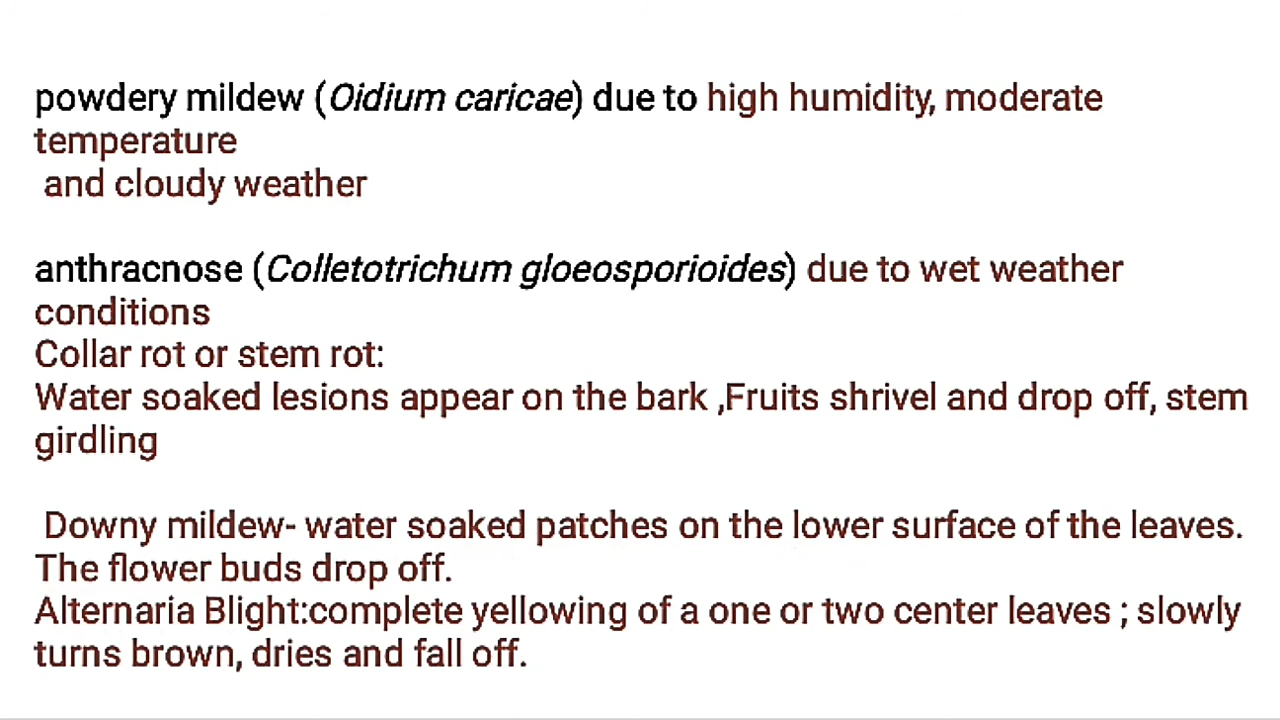 powdery mildew (Oidium caricae) due to high humidity, moderate
temperature
and cloudy weather
anthracnose (Colletotrichum gloeosporioides) due to wet weather
conditions
Collar rot or stem rot:
Water soaked lesions appear on the bark ,Fruits shrivel and drop off, stem
girdling
Downy mildew- water soaked patches on the lower surface of the leaves.
The flower buds drop off.
Alternaria Blight:complete yellowing of a one or two center leaves ; slowly
turns brown, dries and fall off.